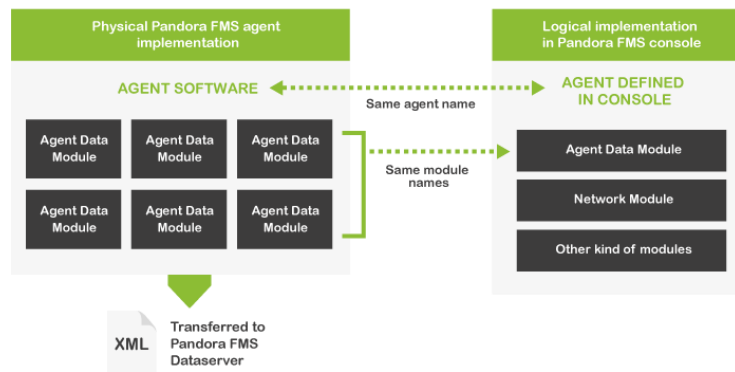 Physical Pandora FMS agent
implementation
AGENT SOFTWARE
Agent Data
Module
Agent Data
Module
Agent Data
Module
Agent Data
Module
Agent Data
Module
Agent Data
Module
XML
Transferred to
Pandora FMS
Dataserver
Same agent name
Same module
names
Logical implementation
in Pandora FMS console
AGENT DEFINED
IN CONSOLE
Agent Data Module
Network Module
Other kind of modules